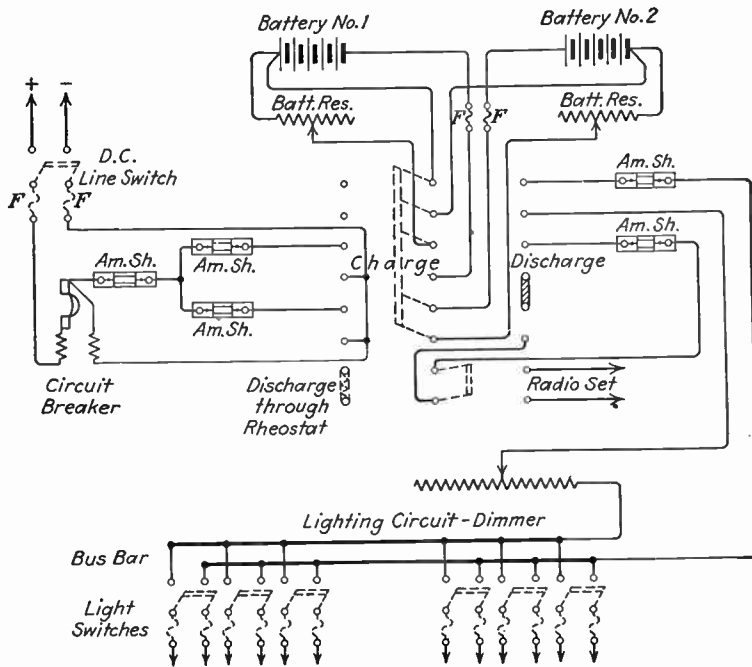 Battery No.1
Battery No.2
Batt.Res.
Batt.Res.
F
F
+
-
D.C.
Line Switch
F
F
Am.Sh.
Am.Sh.
Am.Sh.
Am.Sh.
Am.Sh.
Charge
Discharge
Circuit
Breaker
Discharge
through
Rheostat
Radio Set
Lighting Circuit-Dimmer
Bus Bar
Light
Switches